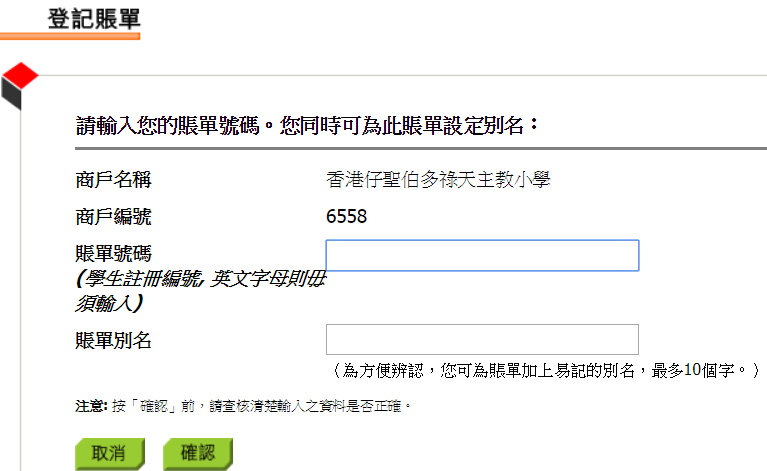 登記賬單
請輸入您的賬單號碼。您同時可為此賬單設定別名：
商戶名稱 香港仔聖伯多祿天主教小學
商戶編號 6558
賬單號碼
(學生註冊編號, 英文字母則毋
須輸入)
賬單別名
（為方便辨認，您可為賬單加上易記的別名，最多10個字。）
注意: 按「確認」前，請查核清楚輸入之資料是否正確。
取消 確認